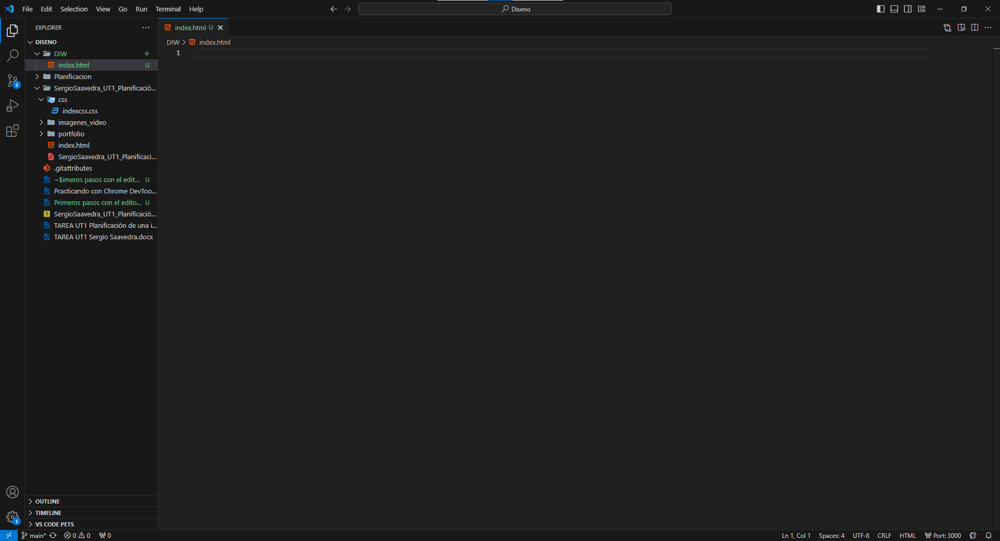 File Edit Selection View Go Run Terminal Help
Diseno
EXPLORER
index.html U
DISENO
DIW > index.html
DIW
1
index.html U
Planificacion
3
SergioSaavedra_UT1_Planificació...
css
indexcss.css
imagenes_video
portfolio
index.html
SergioSaavedra_UT1_Planificaci...
.gitattributes
~$imeros pasos con el edit... U
Practicando con Chrome DevToo...
Primeros pasos con el edito... U
SergioSaavedra_UT1_Planificació...
TAREA UT1 Planificación de una i...
TAREA UT1 Sergio Saavedra.docx
OUTLINE
TIMELINE
1
VS CODE PETS
main* 0 0 0 Ln 1, Col 1 Spaces: 4 UTF-8 CRLF HTML Port: 3000